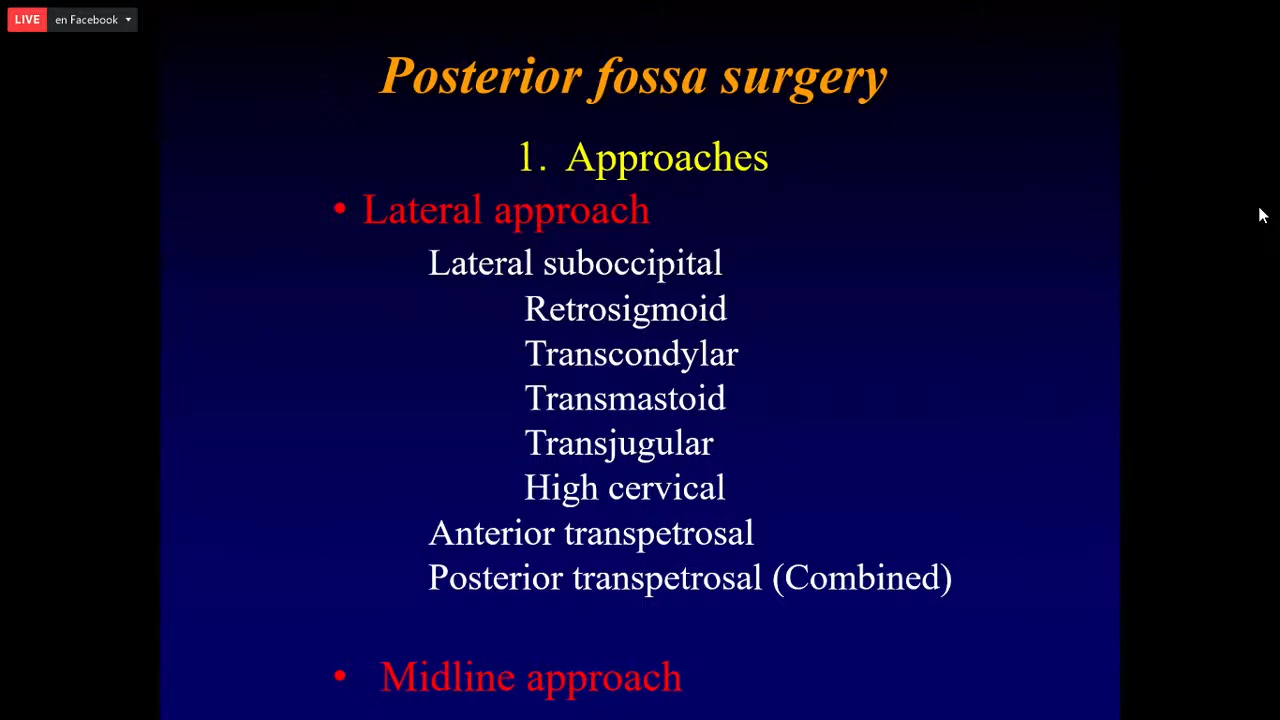 LIVE en Facebook
Posterior fossa surgery
1. Approaches
• Lateral approach
Lateral suboccipital
Retrosigmoid
Transcondylar
Transmastoid
Transjugular
High cervical
Anterior transpetrosal
Posterior transpetrosal (Combined)
• Midline approach